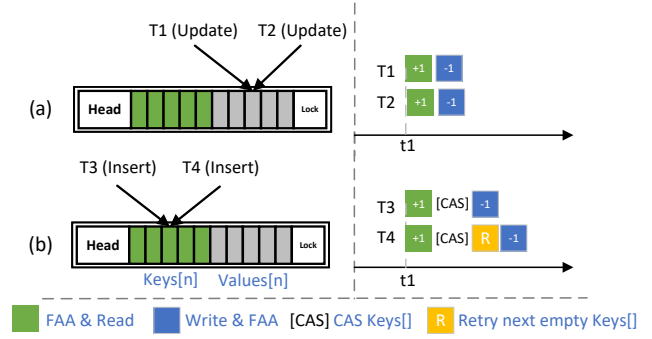 T1 (Update) T2 (Update)
(a) Head Lock
T1 +1 -1
T2 +1 -1
t1
T3 (Insert) T4 (Insert)
(b) Head Lock
Keys[n] Values[n]
T3 +1 [CAS] -1
T4 +1 [CAS] R -1
t1
FAA & Read Write & FAA [CAS] CAS Keys[] R Retry next empty Keys[]